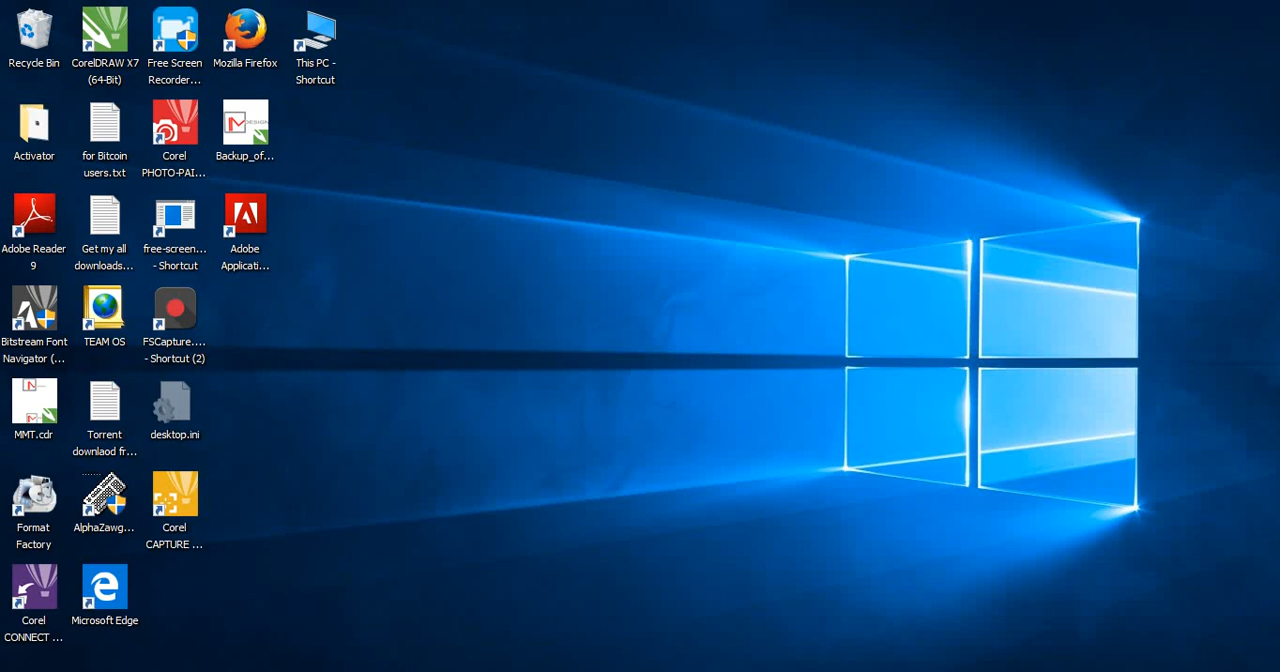 Recycle Bin
CorelDRAW X7
(64-Bit)
Free Screen
Recorder...
Mozilla Firefox
This PC -
Shortcut
Activator
for Bitcoin
users.txt
Corel
PHOTO-PAI...
DESIGN
Backup_of...
Adobe Reader
9
Get my all
downloads...
free-screen...
- Shortcut
Adobe
Applicati...
Bitstream Font
Navigator (...
TEAM OS
FSCapture....
- Shortcut (2)
MMT.cdr
Torrent
downlaod fr...
desktop.ini
Format
Factory
AlphaZawg...
Corel
CAPTURE ...
Corel
CONNECT ...
Microsoft Edge